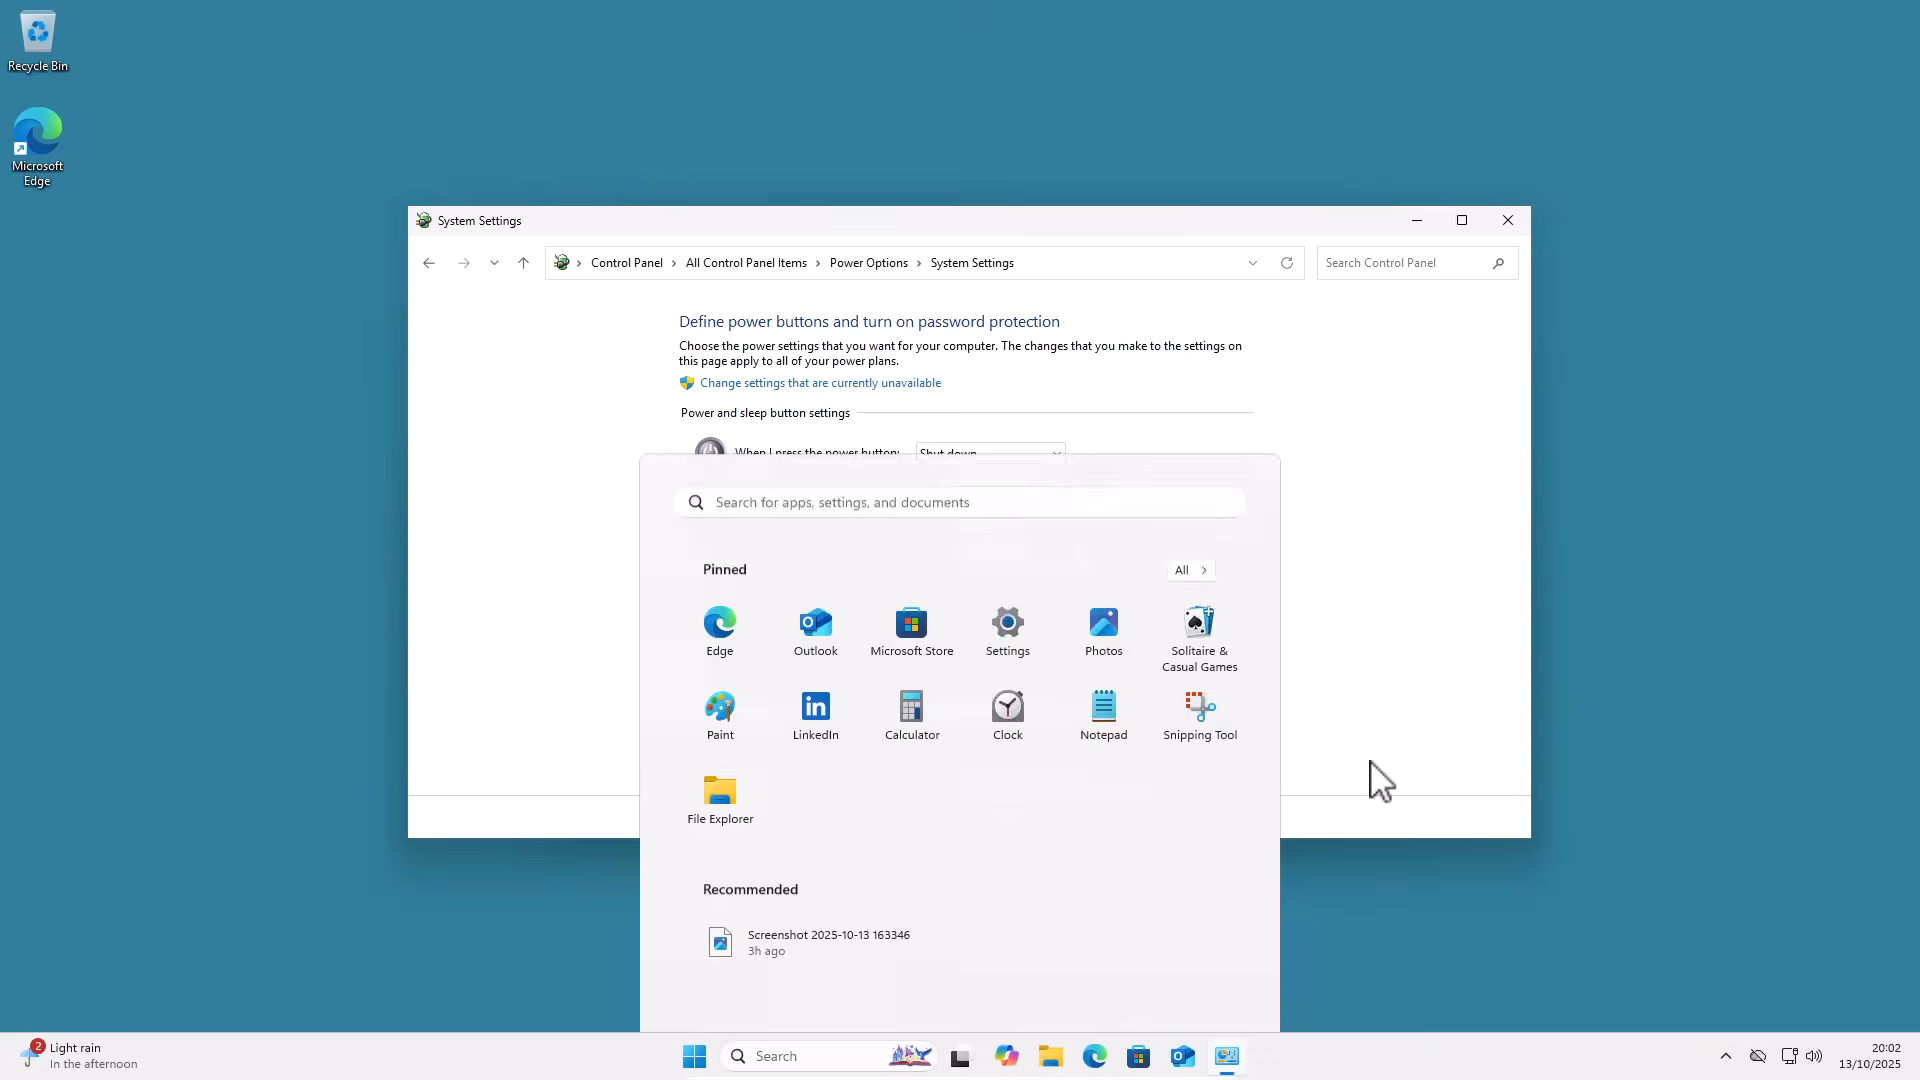 Recycle Bin
Microsoft
Edge
System Settings
Control Panel > All Control Panel Items > Power Options > System Settings
Search Control Panel
Define power buttons and turn on password protection
Choose the power settings that you want for your computer. The changes that you make to the settings on
this page apply to all of your power plans.
Change settings that are currently unavailable
Power and sleep button settings
When I press the power button: Shut down
Search for apps, settings, and documents
Pinned
All >
Edge
Outlook
Microsoft Store
Settings
Photos
Solitaire &
Casual Games
Paint
LinkedIn
Calculator
Clock
Notepad
Snipping Tool
File Explorer
Recommended
Screenshot 2025-10-13 163346
3h ago
2
Light rain
In the afternoon
Search
20:02
13/10/2025